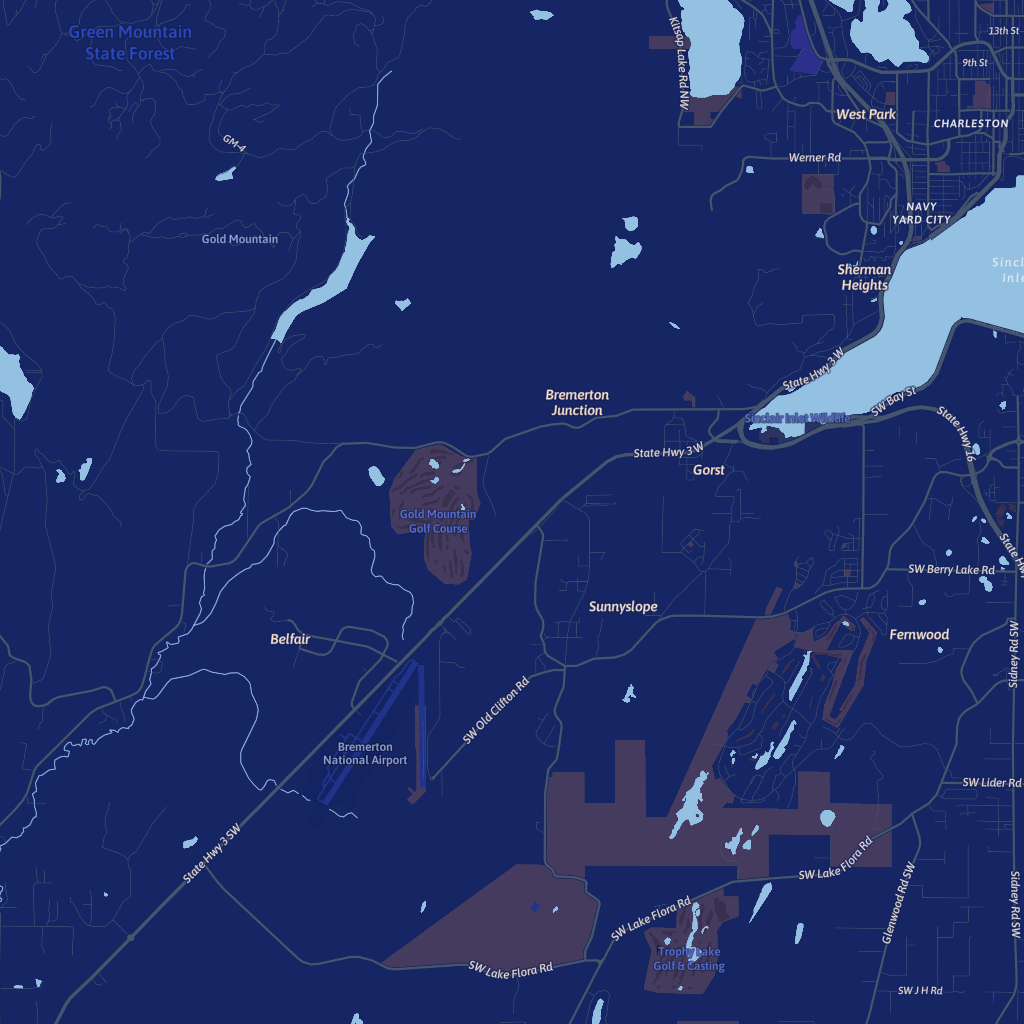 Green Mountain
State Forest
Kitsap Lake Rd NW
13th St
9th St
West Park
CHARLESTON
GM-4
Werner Rd
NAVY
YARD CITY
Gold Mountain
Sherman
Heights
State Hwy 3 W
Bremerton
Junction
SW Bay St
Sinclair Inlet Wildlife
State Hwy 16
State Hwy 3 W
Gorst
Gold Mountain
Golf Course
SW Berry Lake Rd
Sunnyslope
Belfair
Fernwood
Sidney Rd SW
SW Old Clifton Rd
Bremerton
National Airport
SW Lider Rd
State Hwy 3 SW
SW Lake Flora Rd
Glenwood Rd SW
Sidney Rd SW
SW Lake Flora Rd
Trophy Lake
Golf & Casting
SW Lake Flora Rd
SW J H Rd